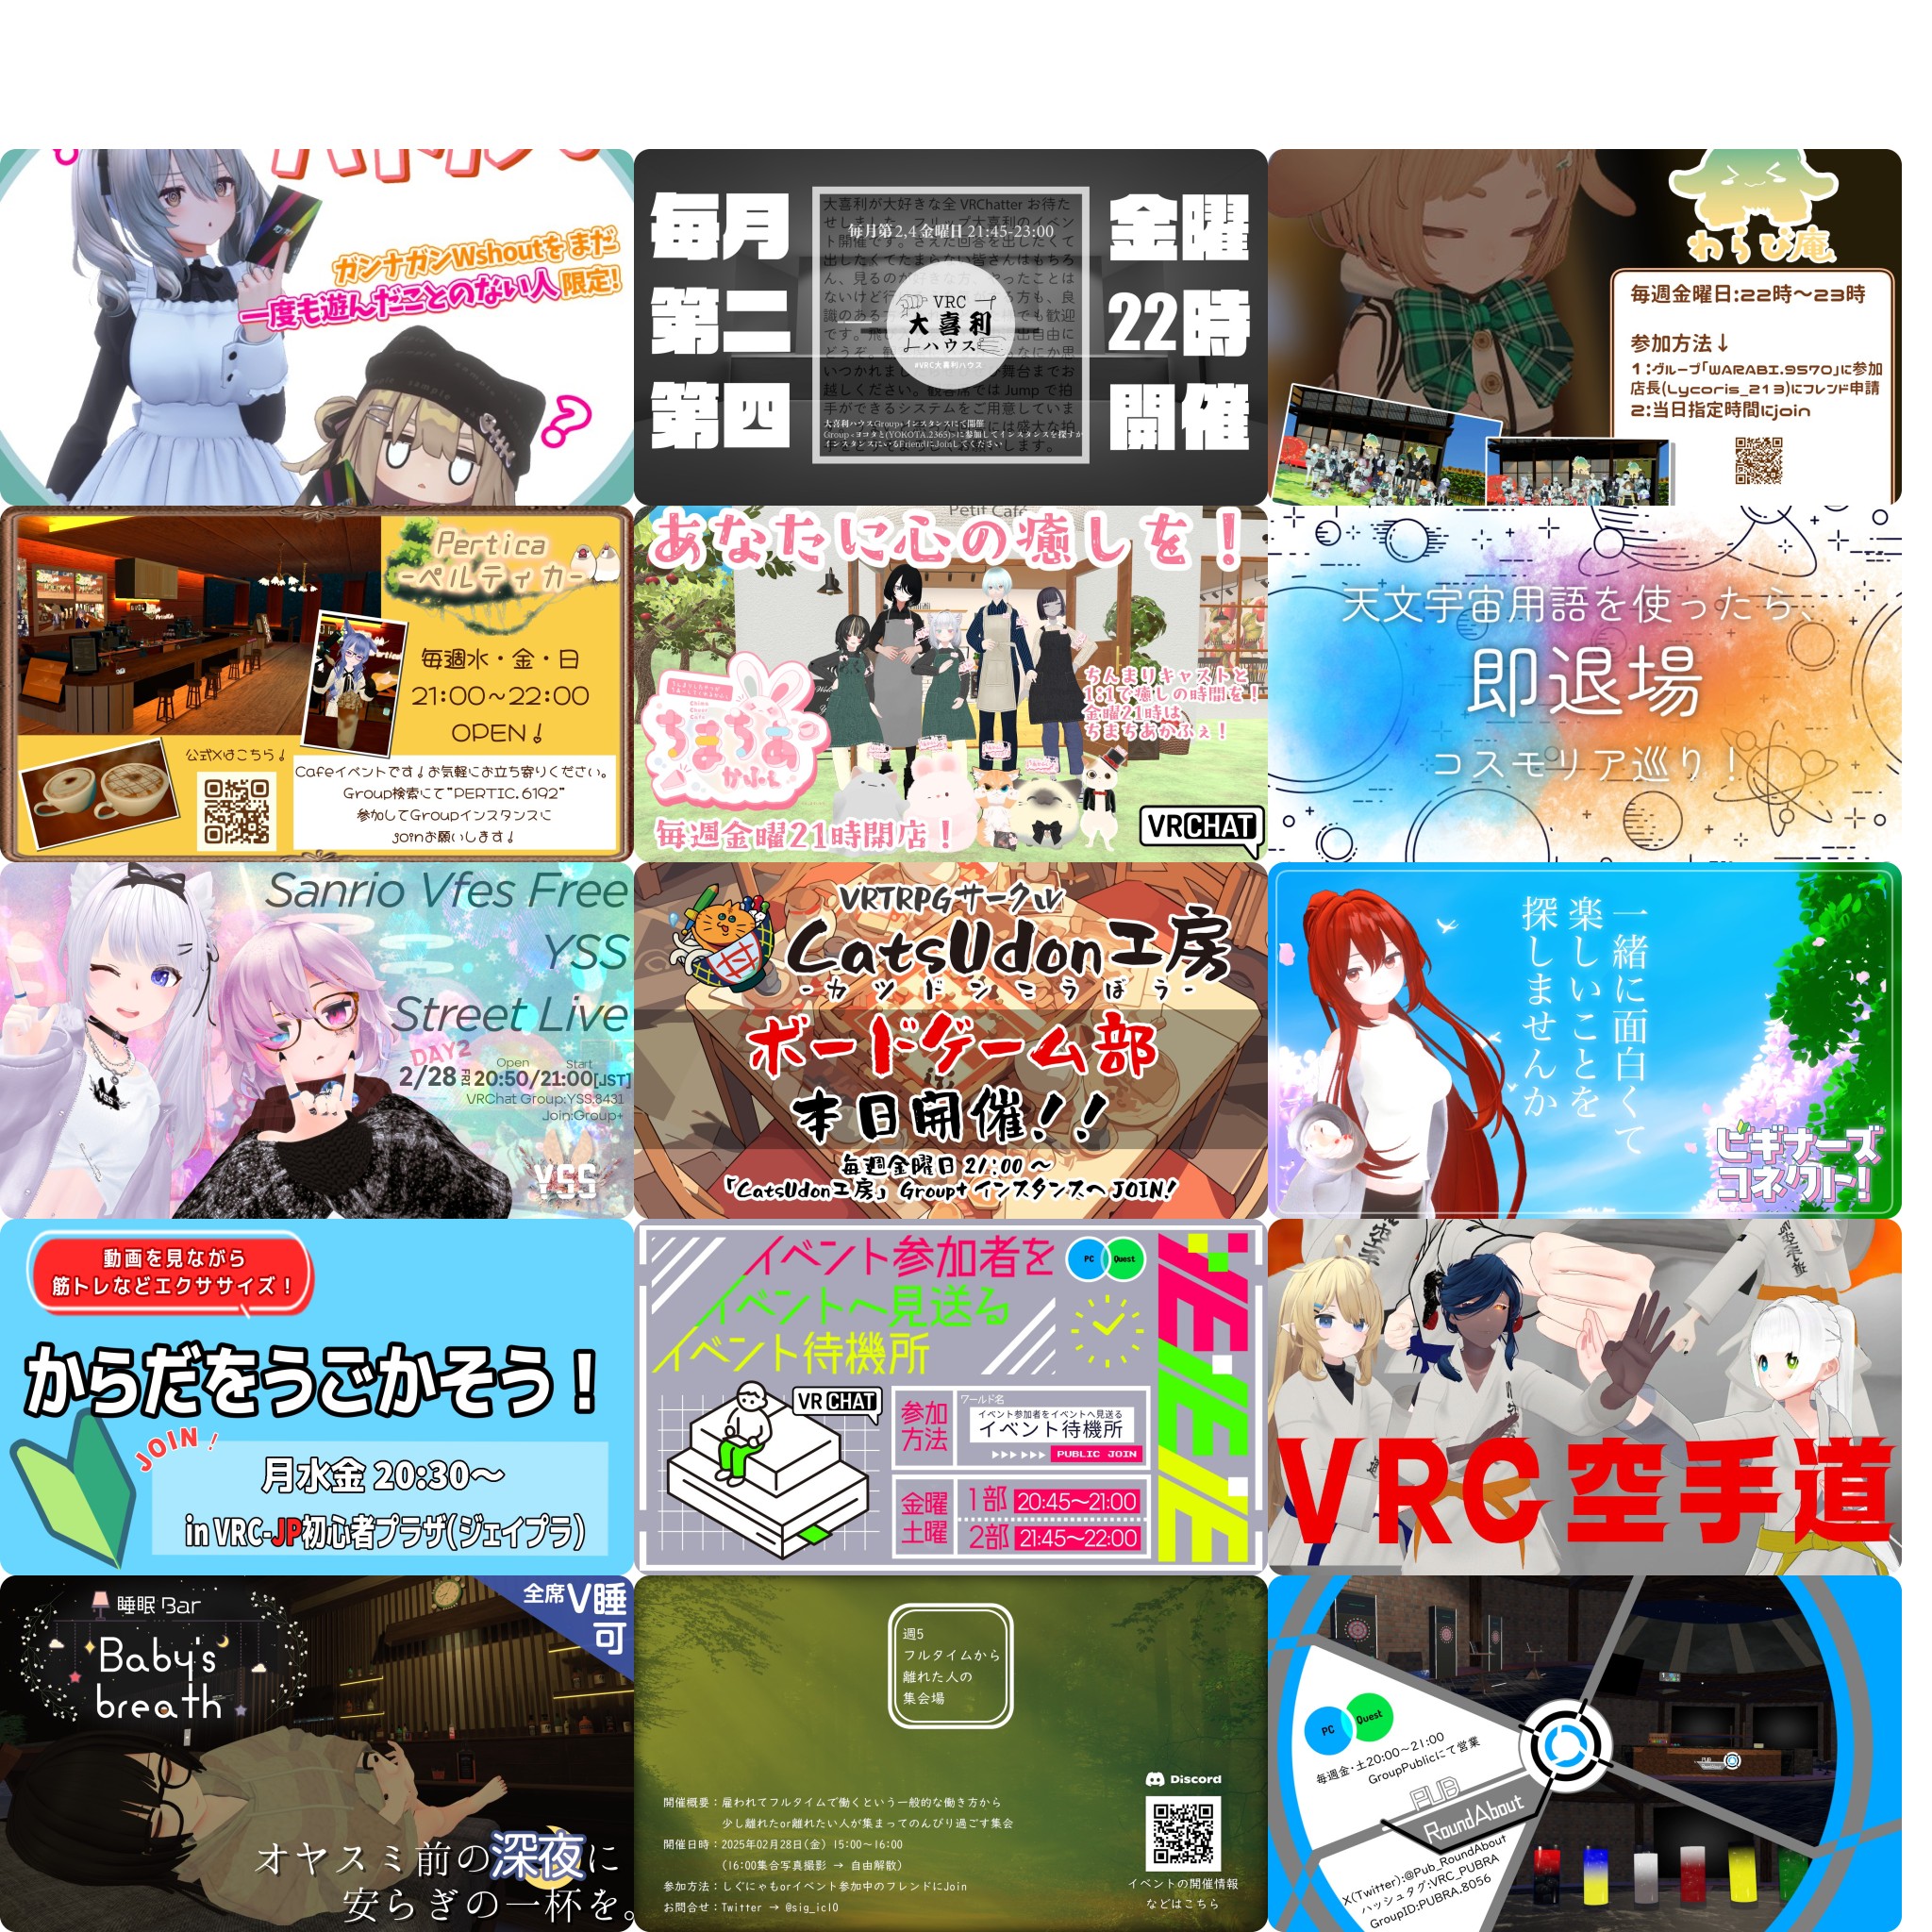 ガンナガンWshoutを まだ
一度も遊んだことのない人 限定!
?
毎月
第二
第四
毎月第2,4金曜日 21:45-23:00
VRC
大喜利
ハウス
#VRC大喜利ハウス
大喜利ハウスGroup+インスタンスにて開催
金曜
22時
開催
わらび庵
毎週金曜日:22時〜23時
参加方法↓
1:グループ「WARABI.9570」に参加
店長(Lycoris_213)にフレンド申請
2:当日指定時間にjoin
Pertica
-ペルティカ-
毎週水・金・日
21:00~22:00
OPEN!
公式Xはこちら!
Cafeイベントです!お気軽にお立ち寄りください。
Group検索にて"PERTIC.6192"
参加してGroupインスタンスに
joinお願いします!
Petit Café
あなたに心の癒しを!
ちまちあ
かふぇ
ちんまりキャストと
1:1で癒しの時間を!
金曜21時は
ちまちあかふぇ!
毎週金曜21時開店!
VRCHAT
天文宇宙用語を使ったら、
即退場
コスモリア巡り!
Sanrio Vfes Free
YSS
Street Live
DAY2
2/28 FRI
Open Start
20:50/21:00[JST]
VRChat Group:YSS.8431
Join:Group+
YSS
VRTRPGサークル
CatsUdon工房
-カツドンこうぼう-
ボードゲーム部
本日開催!!
毎週金曜日 21:00 〜
「CatsUdon工房」Group+インスタンスへ JOIN!
一緒に面白くて
楽しいことを
探しませんか
ビギナーズ
コネクト!
動画を見ながら
筋トレなどエクササイズ!
からだをうごかそう!
JOIN!
月水金 20:30〜
in VRC-JP初心者プラザ(ジェイプラ)
イベント参加者を
イベントへ見送る
イベント待機所
PC Quest
VRCHAT
参加
方法
ワールド名
イベント参加者をイベントへ見送る
イベント待機所
PUBLIC JOIN
金曜
土曜
1部 20:45〜21:00
2部 21:45〜22:00
VRC空手道
睡眠Bar
Baby's
breath
全席V睡
可
オヤスミ前の深夜に
安らぎの一杯を。
週5
フルタイムから
離れた人の
集会場
開催概要:雇われてフルタイムで働くという一般的な働き方から
少し離れたor離れたい人が集まってのんびり過ごす集会
開催日時:2025年02月28日(金) 15:00〜16:00
(16:00集合写真撮影 → 自由解散)
参加方法:しぐにゃもorイベント参加中のフレンドにJoin
お問合せ:Twitter → @sig_icl0
Discord
イベントの開催情報
などはこちら
PC Quest
毎週金・土20:00~21:00
GroupPublicにて営業
PUB
RoundAbout
X(Twitter):@Pub_RoundAbout
ハッシュタグ:VRC_PUBRA
GroupID:PUBRA.8056